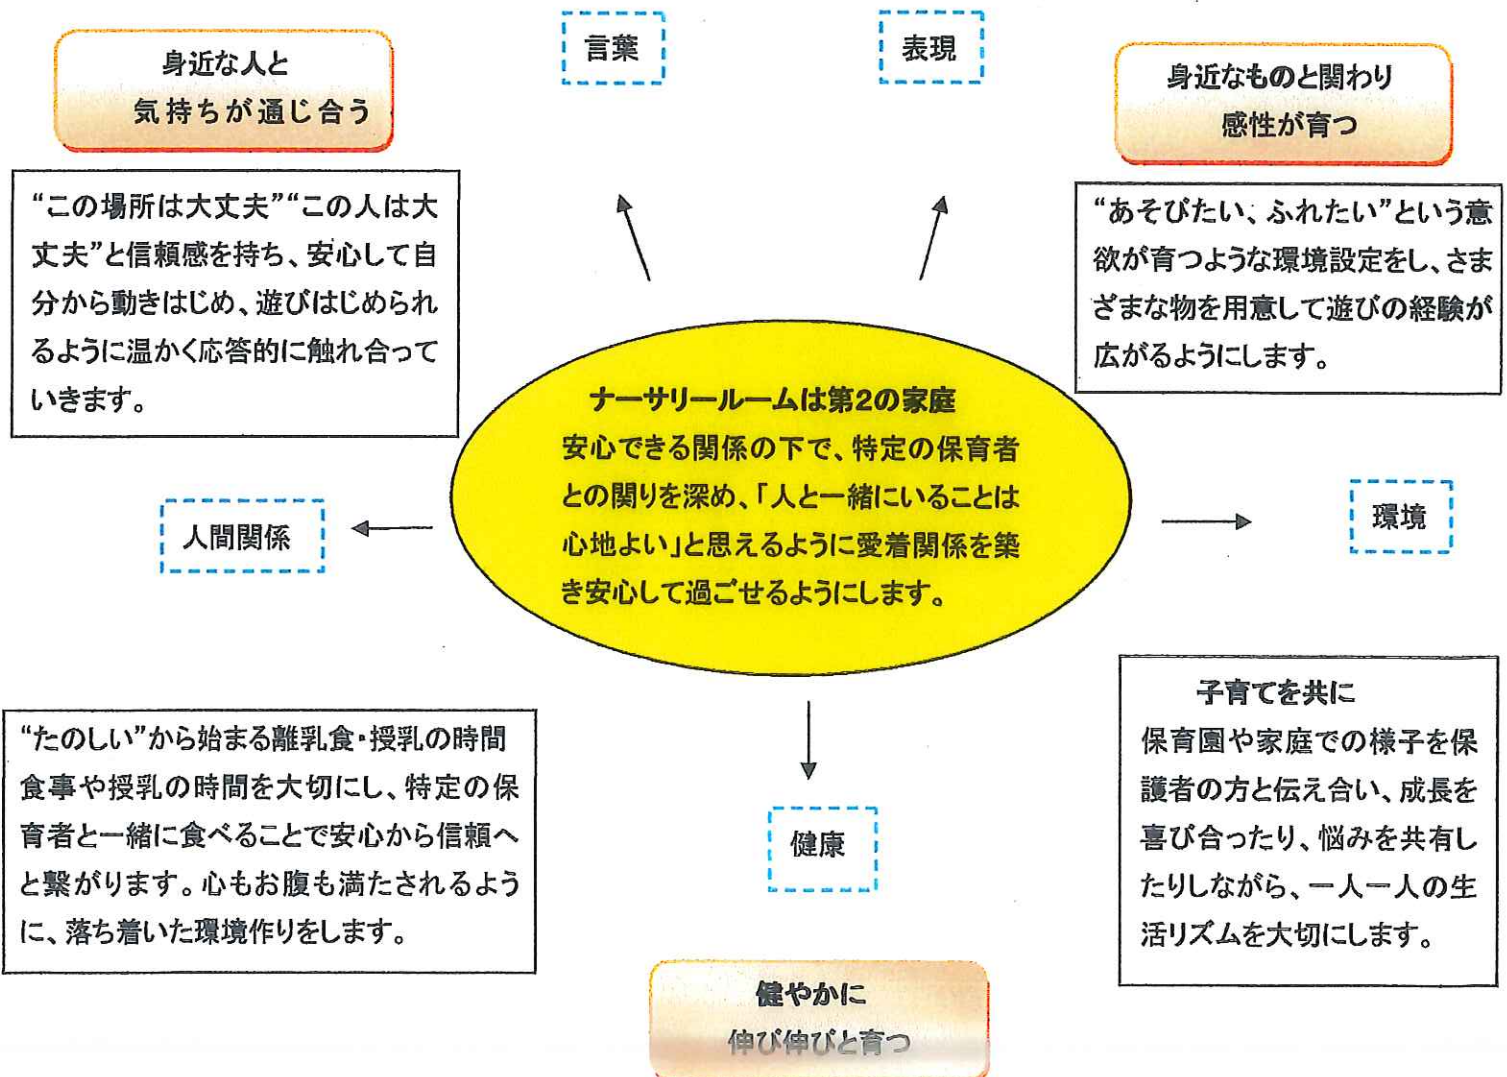 言葉
表現
身近な人と
気持ちが通じ合う
身近なものと関わり
感性が育つ
“この場所は大丈夫”“この人は大
丈夫”と信頼感を持ち、安心して自
分から動きはじめ、遊びはじめられ
るように温かく応答的に触れ合って
いきます。
“あそびたい、ふれたい”という意
欲が育つような環境設定をし、さま
ざまな物を用意して遊びの経験が
広がるようにします。
ナーサリールームは第2の家庭
安心できる関係の下で、特定の保育者
との関りを深め、「人と一緒にいることは
心地よい」と思えるように愛着関係を築
き安心して過ごせるようにします。
人間関係
環境
“たのしい”から始まる離乳食・授乳の時間
食事や授乳の時間を大切にし、特定の保
育者と一緒に食べることで安心から信頼へ
と繋がります。心もお腹も満たされるよう
に、落ち着いた環境作りをします。
健康
子育てを共に
保育園や家庭での様子を保
護者の方と伝え合い、成長を
喜び合ったり、悩みを共有し
たりしながら、一人一人の生
活リズムを大切にします。
健やかに
伸び伸びと育つ